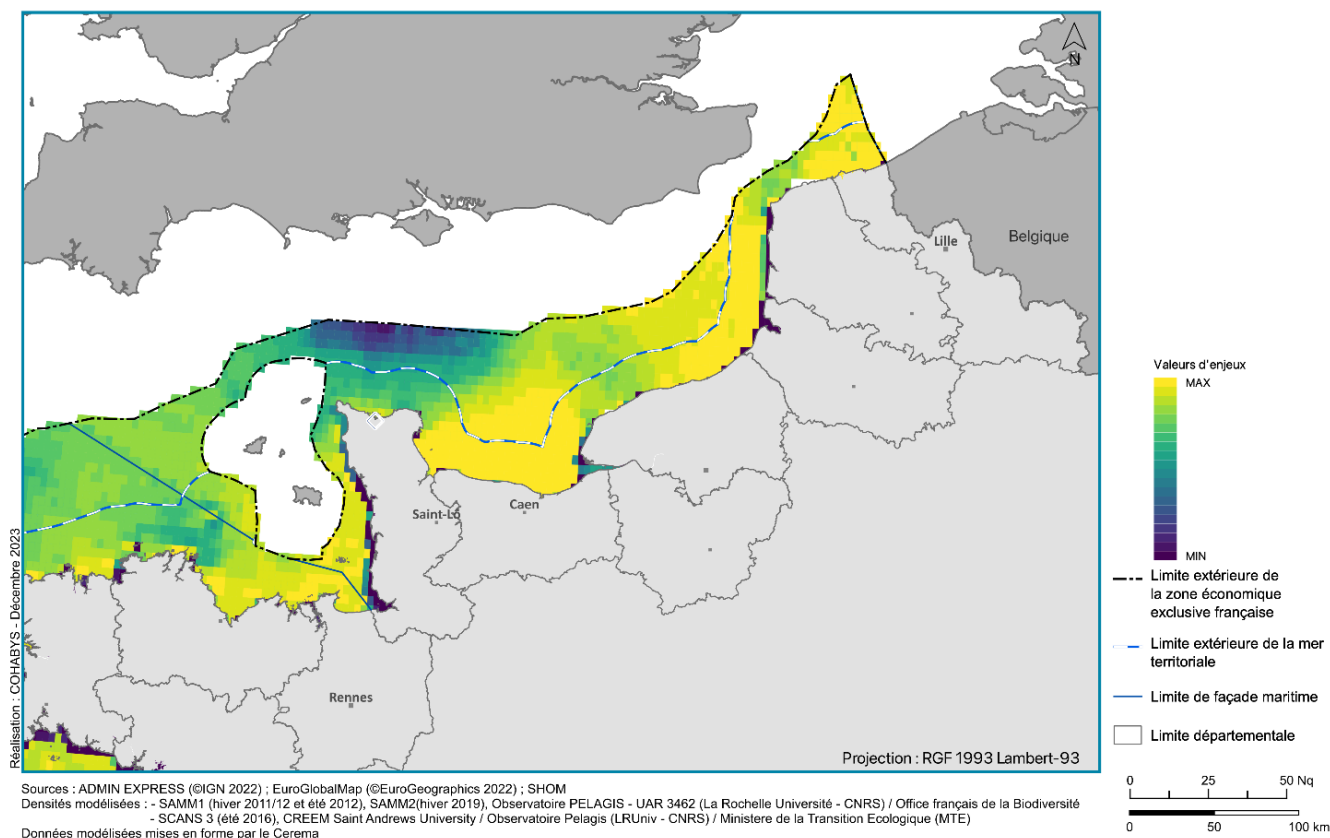 N
Lille
Belgique
Caen
Saint-Lô
Rennes
Projection : RGF 1993 Lambert-93
Réalisation : COHABYS - Décembre 2023
Valeurs d'enjeux
MAX
MIN
Limite extérieure de
la zone économique
exclusive française
Limite extérieure de la mer
territoriale
Limite de façade maritime
Limite départementale
0 25 50 Nq
0 50 100 km
Sources : ADMIN EXPRESS (©IGN 2022) ; EuroGlobalMap (©EuroGeographics 2022) ; SHOM
Densités modélisées : - SAMM1 (hiver 2011/12 et été 2012), SAMM2(hiver 2019), Observatoire PELAGIS - UAR 3462 (La Rochelle Université - CNRS) / Office français de la Biodiversité
- SCANS 3 (été 2016), CREEM Saint Andrews University / Observatoire Pelagis (LRUniv - CNRS) / Ministere de la Transition Ecologique (MTE)
Données modélisées mises en forme par le Cerema